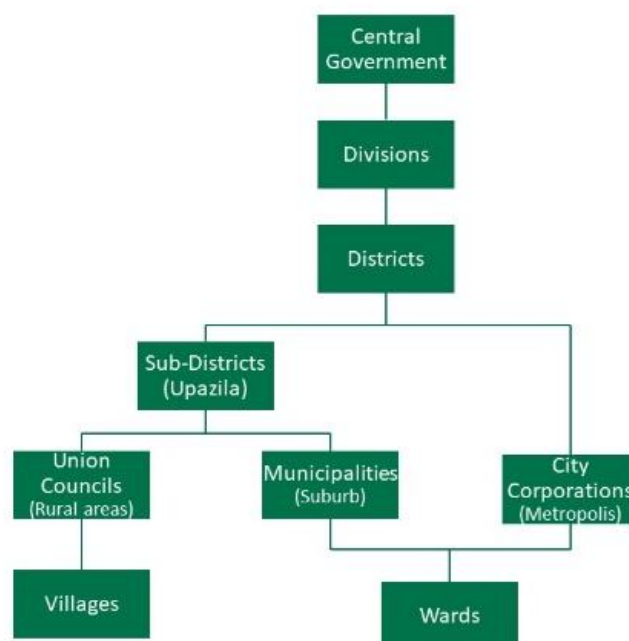 Central
Government
Divisions
Districts
Sub-Districts
(Upazila)
Union
Councils
(Rural areas)
Municipalities
(Suburb)
City
Corporations
(Metropolis)
Villages
Wards